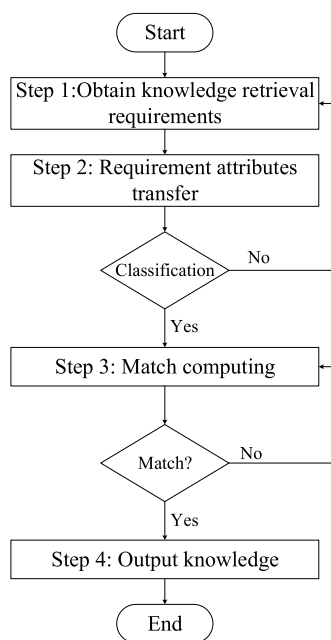 Start
Step 1:Obtain knowledge retrieval
requirements
Step 2: Requirement attributes
transfer
Classification
No
Yes
Step 3: Match computing
Match?
No
Yes
Step 4: Output knowledge
End